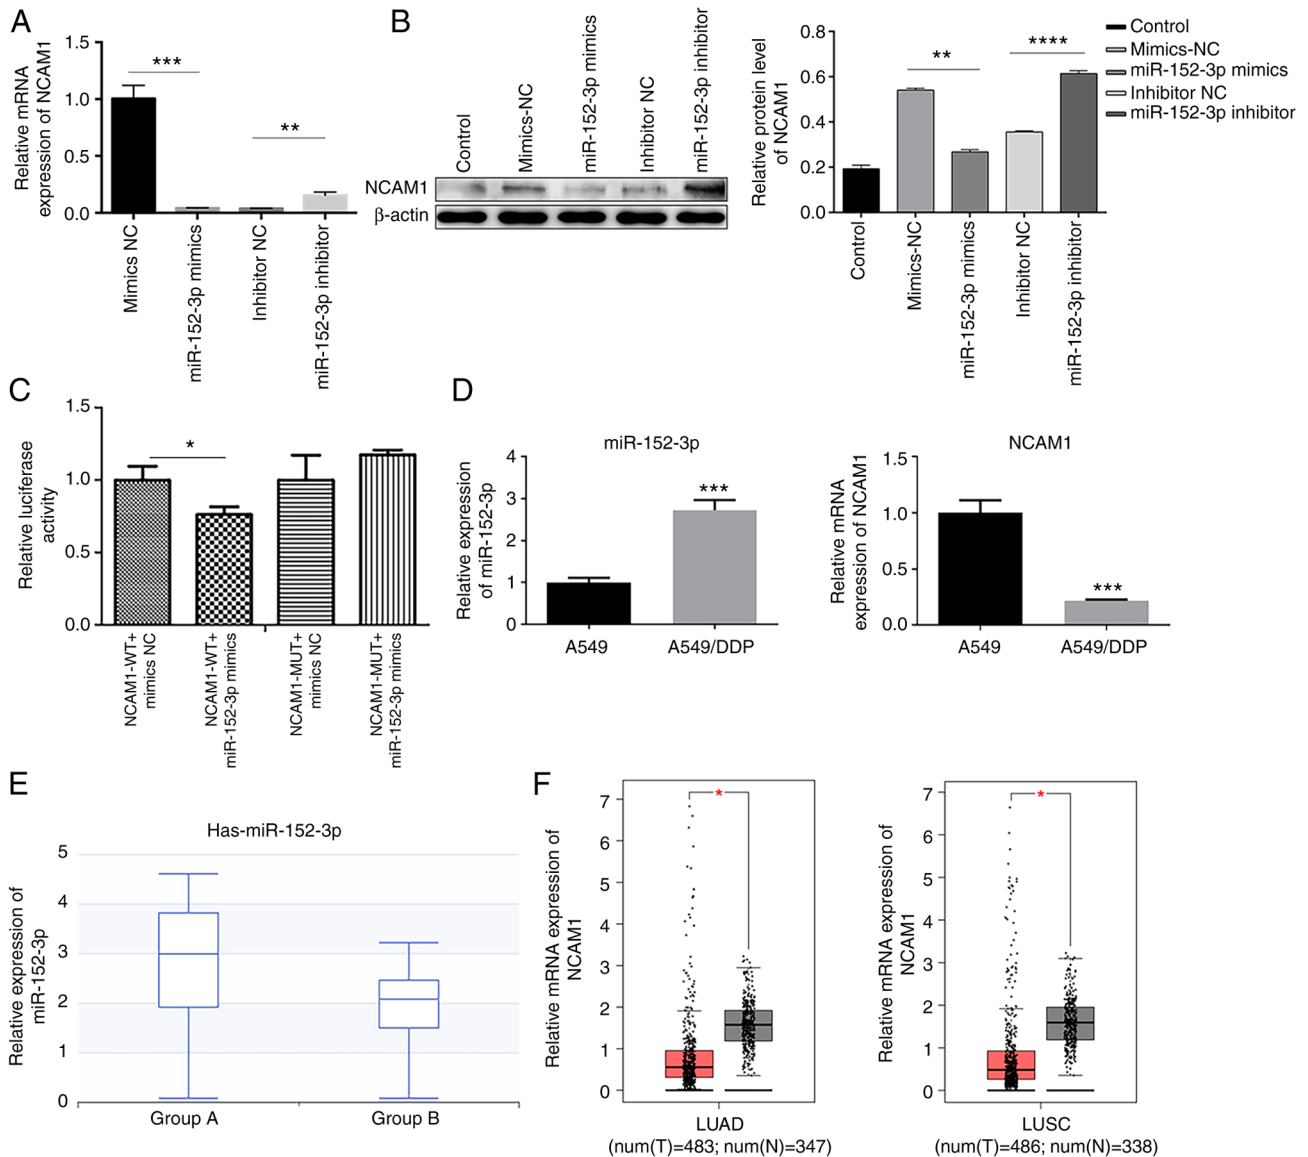 A
Relative mRNA
expression of NCAM1
1.5
1.0
0.5
0.0
***
**
Mimics NC
miR-152-3p mimics
Inhibitor NC
miR-152-3p inhibitor
B
Control
Mimics-NC
miR-152-3p mimics
Inhibitor NC
miR-152-3p inhibitor
NCAM1
β-actin
Relative protein level
of NCAM1
0.8
0.6
0.4
0.2
0.0
**
****
Control
Mimics-NC
miR-152-3p mimics
Inhibitor NC
miR-152-3p inhibitor
Control
Mimics-NC
miR-152-3p mimics
Inhibitor NC
miR-152-3p inhibitor
C
Relative luciferase
activity
1.5
1.0
0.5
0.0
*
NCAM1-WT+
mimics NC
NCAM1-WT+
miR-152-3p mimics
NCAM1-MUT+
mimics NC
NCAM1-MUT+
miR-152-3p mimics
D
miR-152-3p
Relative expression
of miR-152-3p
4
3
2
1
0
***
A549
A549/DDP
NCAM1
Relative mRNA
expression of NCAM1
1.5
1.0
0.5
0.0
***
A549
A549/DDP
E
Has-miR-152-3p
Relative expression of
miR-152-3p
5
4
3
2
1
0
Group A
Group B
F
Relative mRNA expression of
NCAM1
7
6
5
4
3
2
1
0
*
LUAD
(num(T)=483; num(N)=347)
Relative mRNA expression of
NCAM1
7
6
5
4
3
2
1
0
*
LUSC
(num(T)=486; num(N)=338)